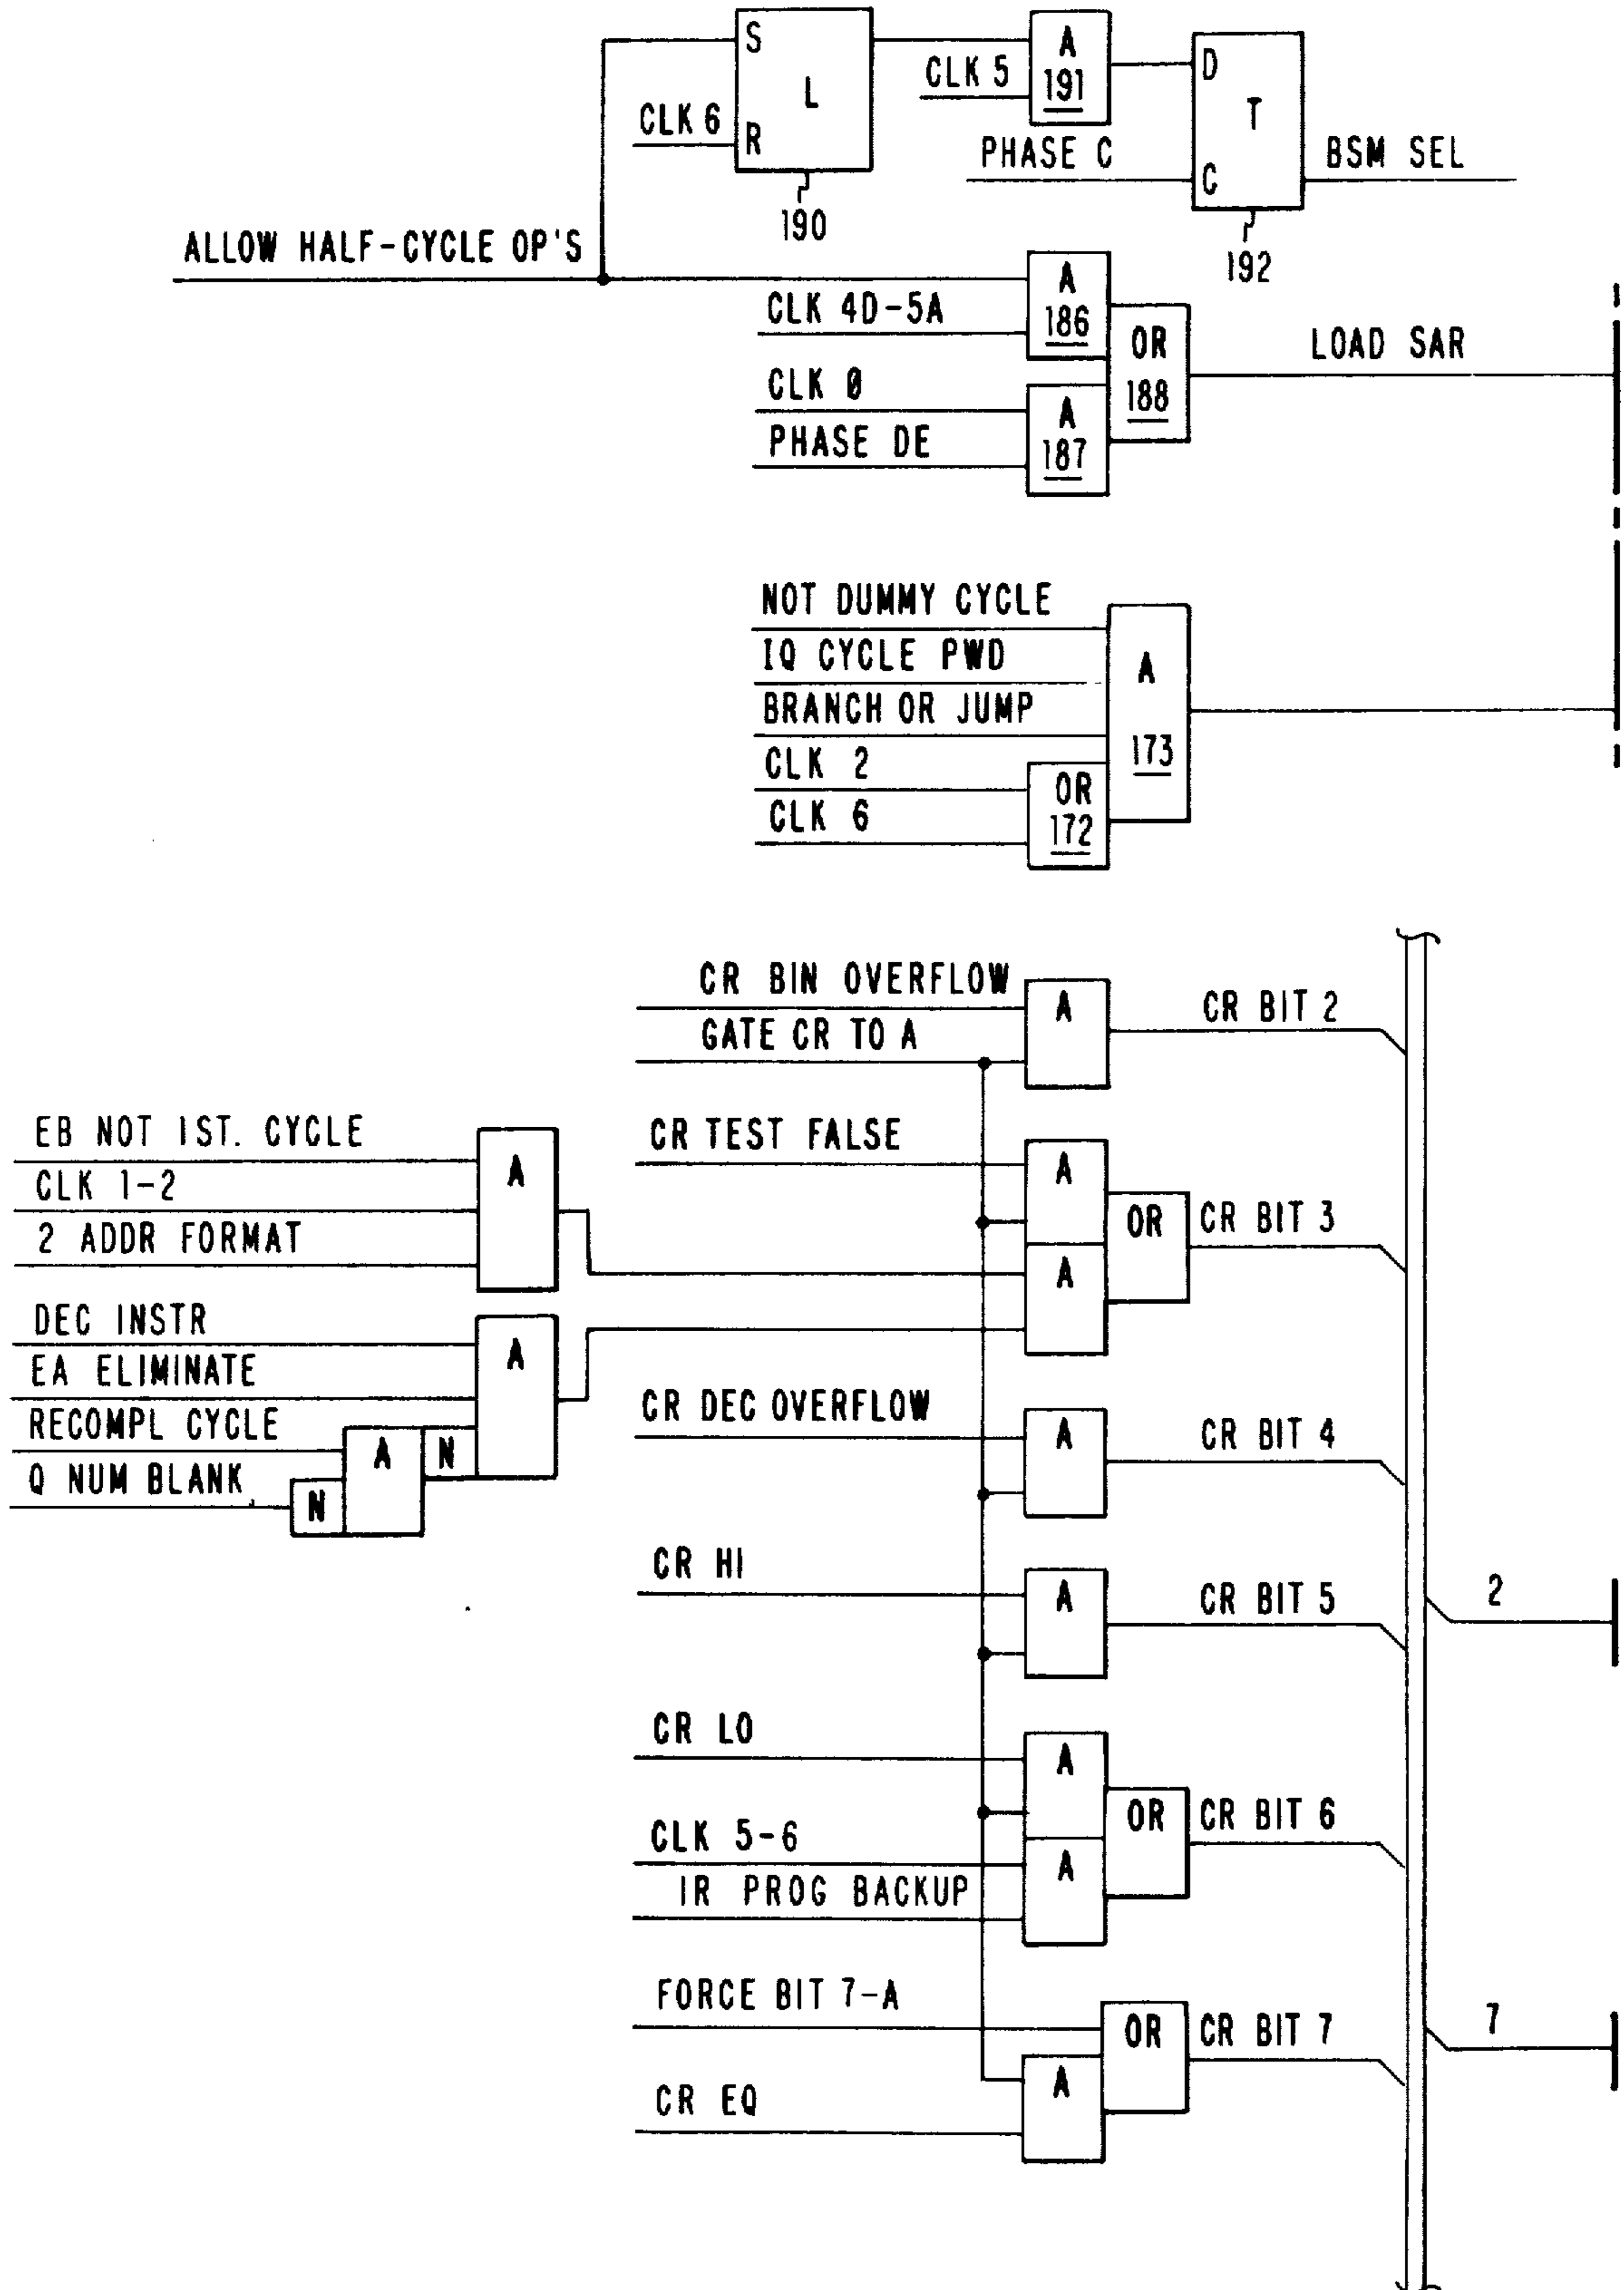 S
L
CLK 6
R
190
A
CLK 5
191
D
T
PHASE C
C
BSM SEL
192
ALLOW HALF-CYCLE OP'S
A
CLK 4D-5A
186
OR
188
LOAD SAR
CLK 0
A
PHASE DE
187
NOT DUMMY CYCLE
IQ CYCLE PWD
A
BRANCH OR JUMP
173
CLK 2
OR
CLK 6
172
CR BIN OVERFLOW
A
CR BIT 2
GATE CR TO A
EB NOT 1ST. CYCLE
A
CLK 1-2
2 ADDR FORMAT
CR TEST FALSE
A
OR
CR BIT 3
A
DEC INSTR
A
EA ELIMINATE
RECOMPL CYCLE
A
N
Q NUM BLANK
N
CR DEC OVERFLOW
A
CR BIT 4
CR HI
A
CR BIT 5
2
CR LO
A
OR
CR BIT 6
CLK 5-6
A
IR PROG BACKUP
FORCE BIT 7-A
OR
CR BIT 7
7
A
CR EQ